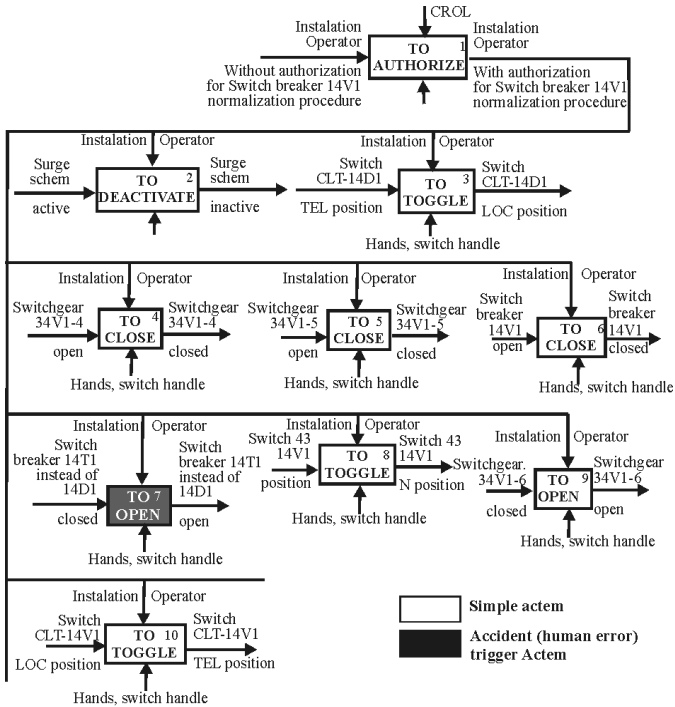 CROL
Instalation
Operator
TO 1
AUTHORIZE
Instalation
Operator
Without authorization
for Switch breaker 14V1
normalization procedure
With authorization
for Switch breaker 14V1
normalization procedure
Instalation Operator
Surge
schem
active
TO 2
DEACTIVATE
Surge
schem
inactive
Instalation Operator
Switch
CLT-14D1
TEL position
TO 3
TOGGLE
Switch
CLT-14D1
LOC position
Hands, switch handle
Instalation Operator
Switchgear
34V1-4
open
TO 4
CLOSE
Switchgear
34V1-4
closed
Hands, switch handle
Instalation Operator
Switchgear
34V1-5
open
TO 5
CLOSE
Switchgear
34V1-5
closed
Hands, switch handle
Instalation Operator
Switch
breaker
14V1
open
TO 6
CLOSE
Switch
breaker
14V1
closed
Hands, switch handle
Instalation Operator
Switch
breaker 14T1
instead of
14D1
closed
TO 7
OPEN
Switch
breaker 14T1
instead of
14D1
open
Hands, switch handle
Instalation Operator
Switch 43
14V1
position
TO 8
TOGGLE
Switch 43
14V1
N position
Hands, switch handle
Instalation Operator
Switchgear.
34V1-6
closed
TO 9
OPEN
Switchgear
34V1-6
open
Hands, switch handle
Instalation Operator
Switch
CLT-14V1
LOC position
TO 10
TOGGLE
Switch
CLT-14V1
TEL position
Hands, switch handle
Simple actem
Accident (human error)
trigger Actem